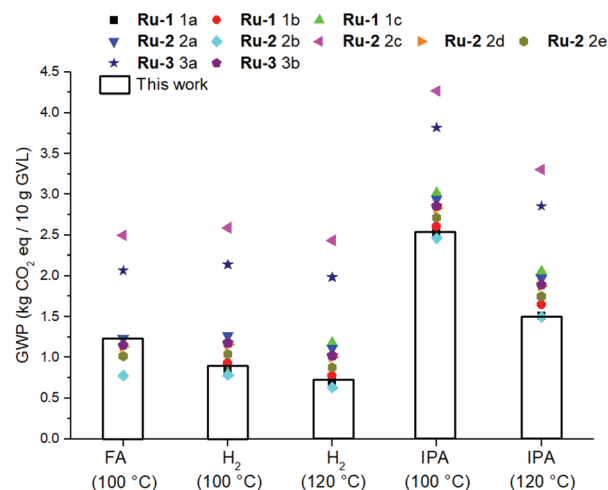 Ru-1 1a Ru-1 1b Ru-1 1c
Ru-2 2a Ru-2 2b Ru-2 2c Ru-2 2d Ru-2 2e
Ru-3 3a Ru-3 3b
This work
GWP (kg CO2 eq / 10 g GVL)
4.5
4.0
3.5
3.0
2.5
2.0
1.5
1.0
0.5
0.0
FA H2 H2 IPA IPA
(100 °C) (100 °C) (120 °C) (100 °C) (120 °C)